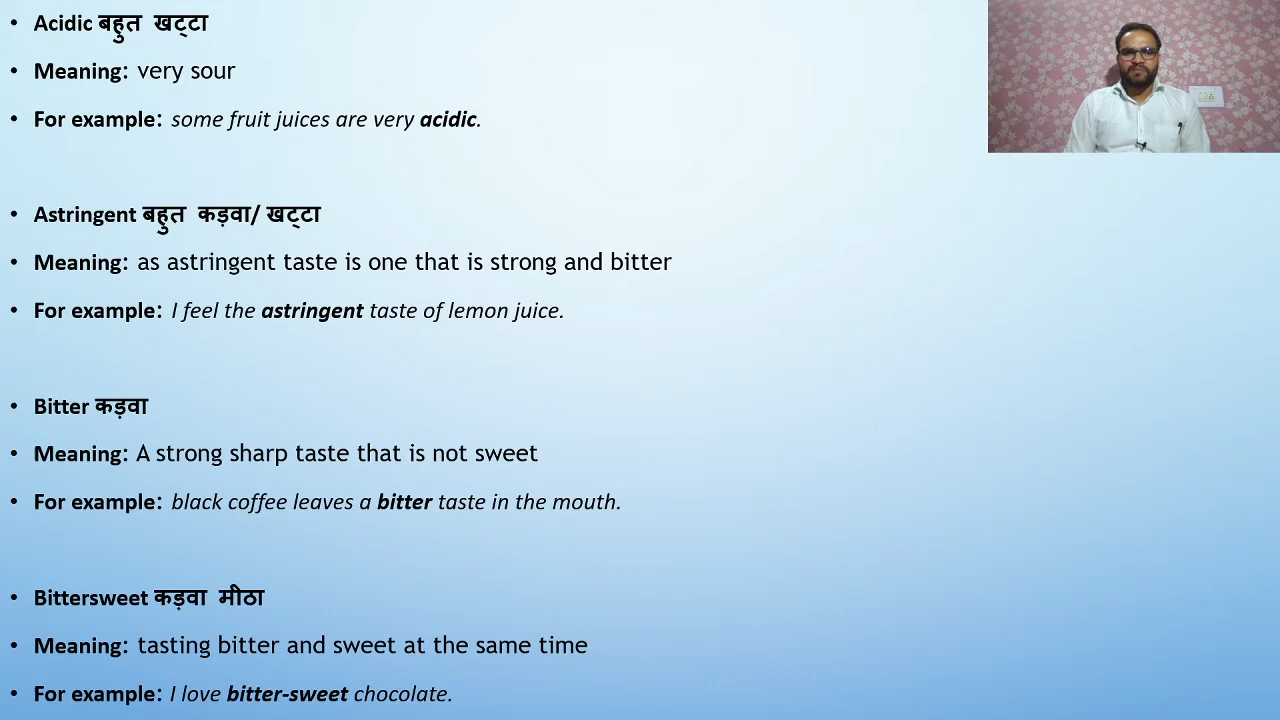 • Acidic बहुत खट्टा
• Meaning: very sour
• For example: some fruit juices are very acidic.
• Astringent बहुत कड़वा/ खट्टा
• Meaning: as astringent taste is one that is strong and bitter
• For example: I feel the astringent taste of lemon juice.
• Bitter कड़वा
• Meaning: A strong sharp taste that is not sweet
• For example: black coffee leaves a bitter taste in the mouth.
• Bittersweet कड़वा मीठा
• Meaning: tasting bitter and sweet at the same time
• For example: I love bitter-sweet chocolate.